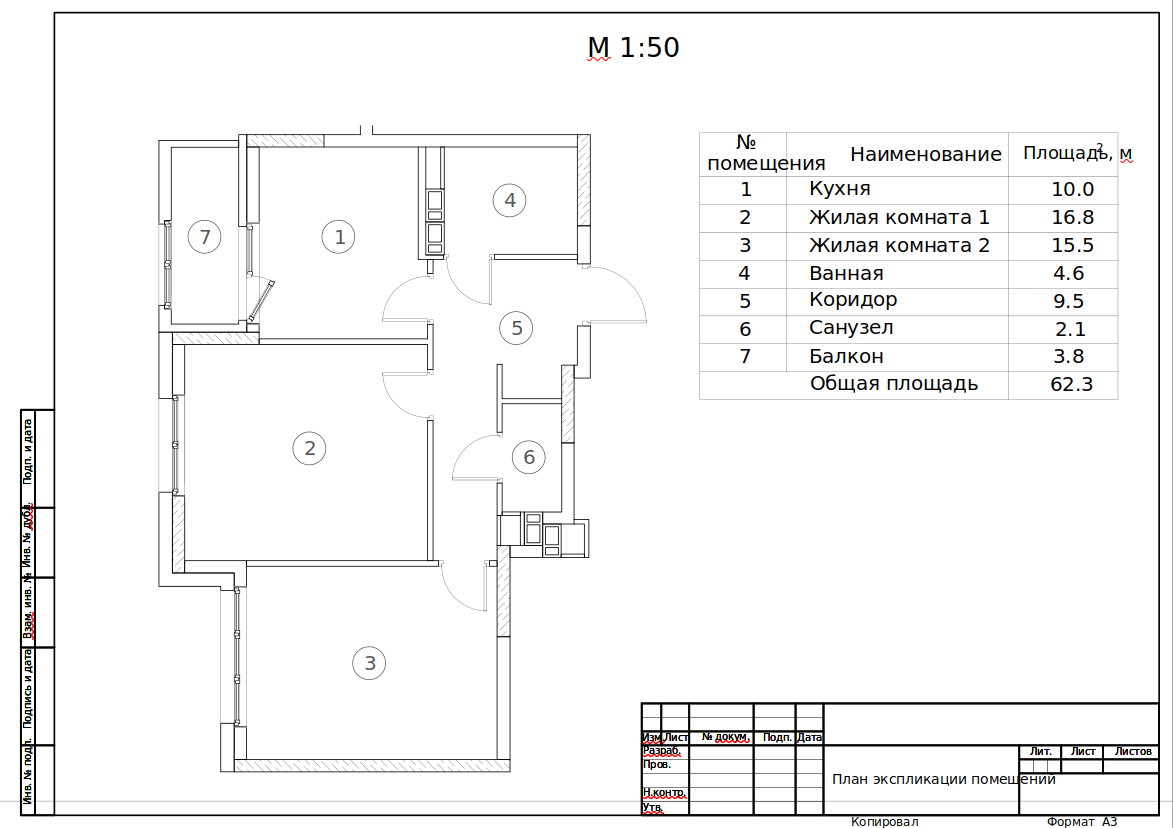 М 1:50
№ помещения Наименование Площадь, м2
1 Кухня 10.0
2 Жилая комната 1 16.8
3 Жилая комната 2 15.5
4 Ванная 4.6
5 Коридор 9.5
6 Санузел 2.1
7 Балкон 3.8
Общая площадь 62.3
7
1
4
5
2
6
3
Подп. и дата
Инв. № дубл.
Взам. инв. №
Подпись и дата
Инв. № подл.
Изм. Лист № докум. Подп. Дата
Разраб.
Пров.
Н.контр.
Утв.
План экспликации помещений
Лит. Лист Листов
Копировал Формат А3